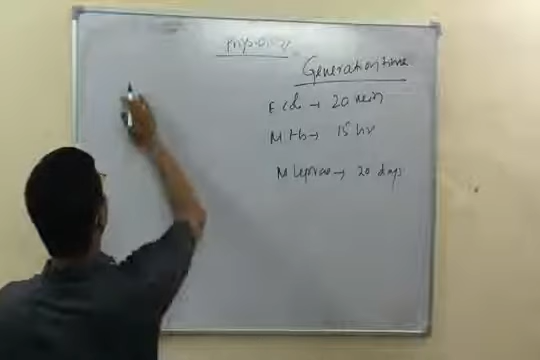 Physiology
Generation time
E coli → 20 min
M tb → 15 hr
M leprae → 20 days